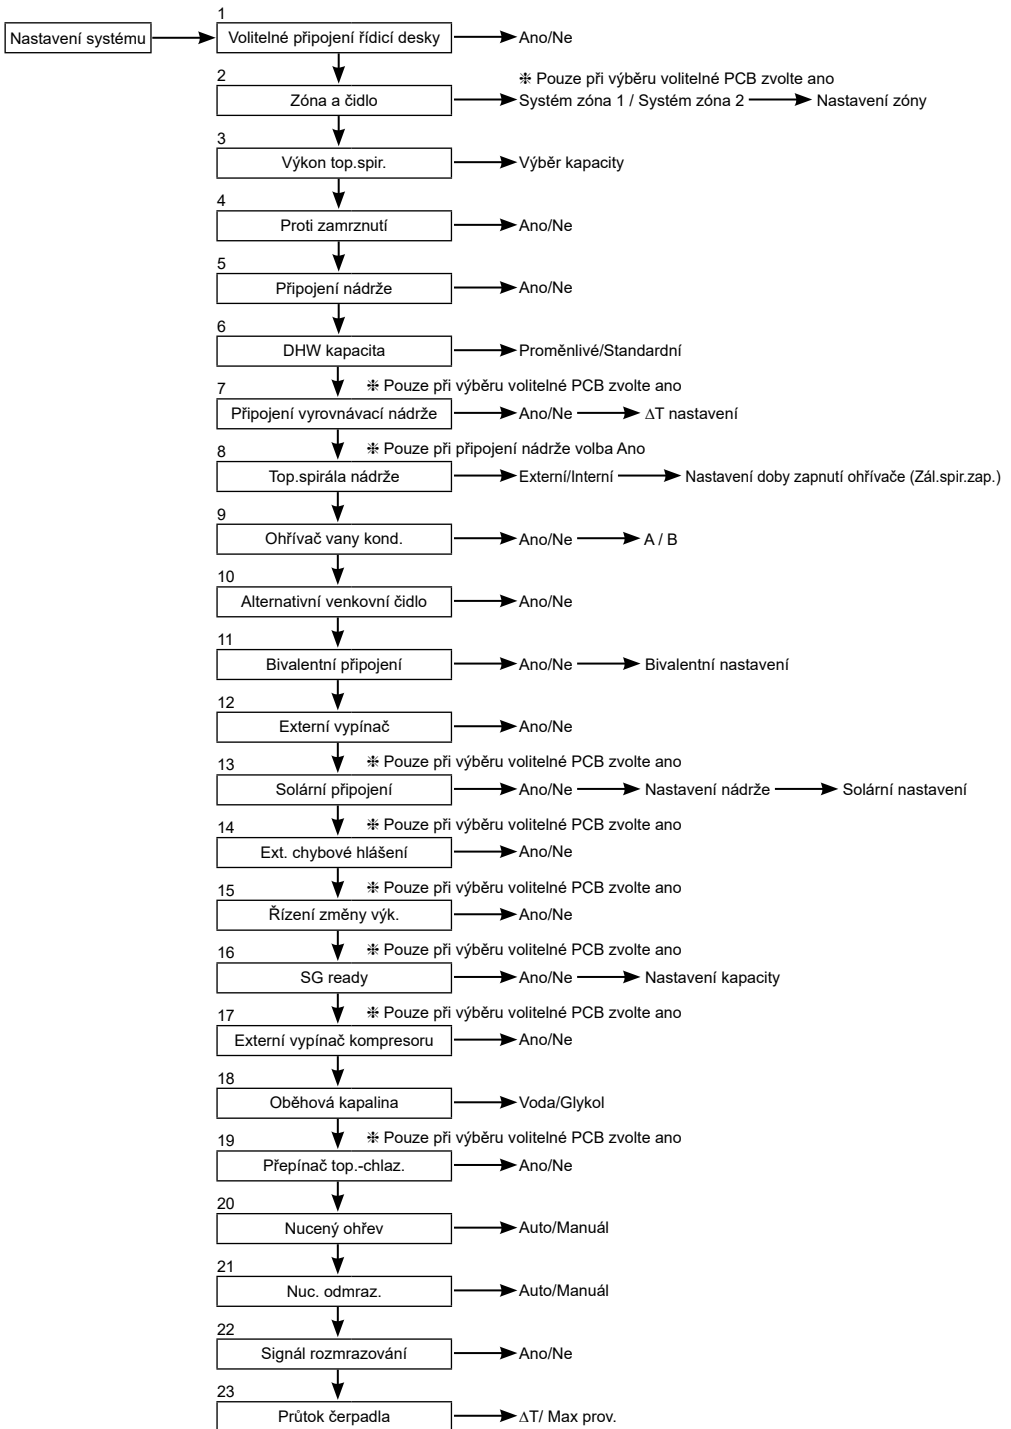 1
Nastavení systému
Volitelné připojení řídicí desky
Ano/Ne
2
❈ Pouze při výběru volitelné PCB zvolte ano
Zóna a čidlo
Systém zóna 1 / Systém zóna 2
Nastavení zóny
3
Výkon top.spir.
Výběr kapacity
4
Proti zamrznutí
Ano/Ne
5
Připojení nádrže
Ano/Ne
6
DHW kapacita
Proměnlivé/Standardní
7
❈ Pouze při výběru volitelné PCB zvolte ano
Připojení vyrovnávací nádrže
Ano/Ne
∆T nastavení
8
❈ Pouze při připojení nádrže volba Ano
Top.spirála nádrže
Externí/Interní
Nastavení doby zapnutí ohřívače (Zál.spir.zap.)
9
Ohřívač vany kond.
Ano/Ne
A / B
10
Alternativní venkovní čidlo
Ano/Ne
11
Bivalentní připojení
Ano/Ne
Bivalentní nastavení
12
Externí vypínač
Ano/Ne
13
❈ Pouze při výběru volitelné PCB zvolte ano
Solární připojení
Ano/Ne
Nastavení nádrže
Solární nastavení
14
❈ Pouze při výběru volitelné PCB zvolte ano
Ext. chybové hlášení
Ano/Ne
15
❈ Pouze při výběru volitelné PCB zvolte ano
Řízení změny výk.
Ano/Ne
16
❈ Pouze při výběru volitelné PCB zvolte ano
SG ready
Ano/Ne
Nastavení kapacity
17
❈ Pouze při výběru volitelné PCB zvolte ano
Externí vypínač kompresoru
Ano/Ne
18
Oběhová kapalina
Voda/Glykol
19
❈ Pouze při výběru volitelné PCB zvolte ano
Přepínač top.-chlaz.
Ano/Ne
20
Nucený ohřev
Auto/Manuál
21
Nuc. odmraz.
Auto/Manuál
22
Signál rozmrazování
Ano/Ne
23
Průtok čerpadla
∆T/ Max prov.